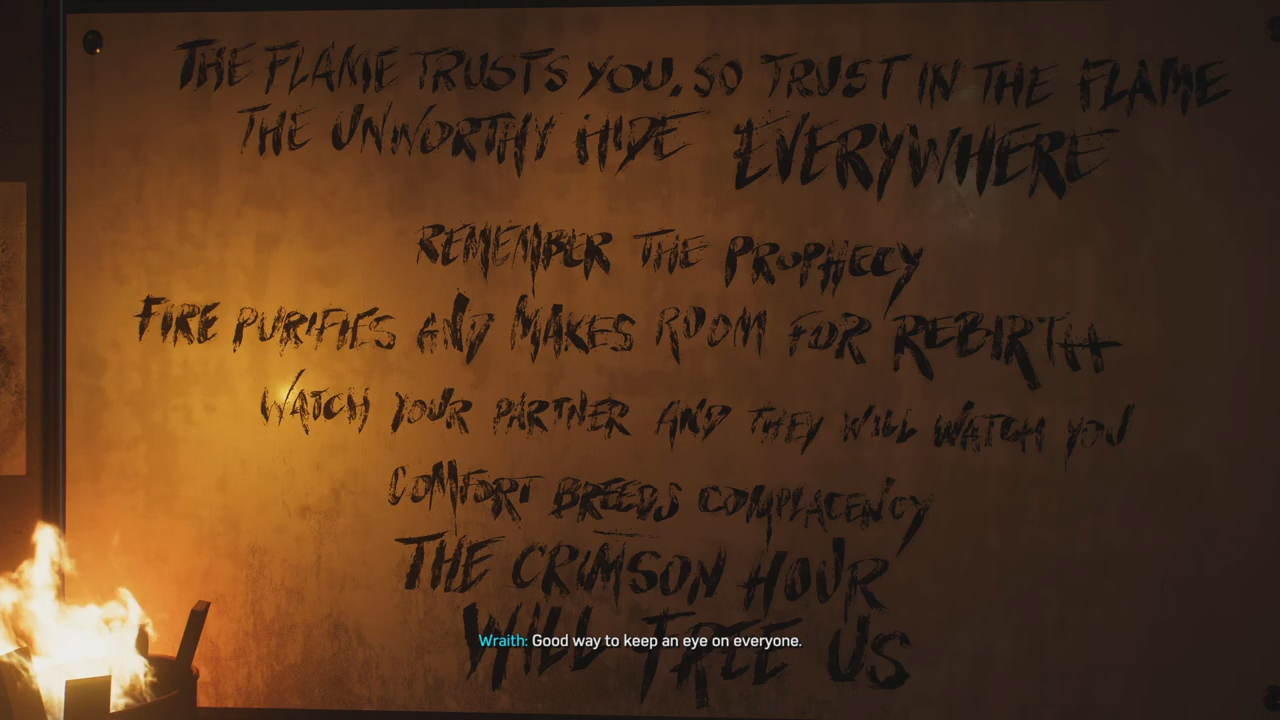 THE FLAME TRUSTS YOU. SO TRUST IN THE FLAME
THE UNWORTHY HIDE EVERYWHERE
REMEMBER THE PROPHECY
FIRE PURIFIES AND MAKES ROOM FOR REBIRTH
WATCH YOUR PARTNER AND THEY WILL WATCH YOU
COMFORT BREEDS COMPLACENCY
THE CRIMSON HOUR
WILL FREE US
Wraith: Good way to keep an eye on everyone.